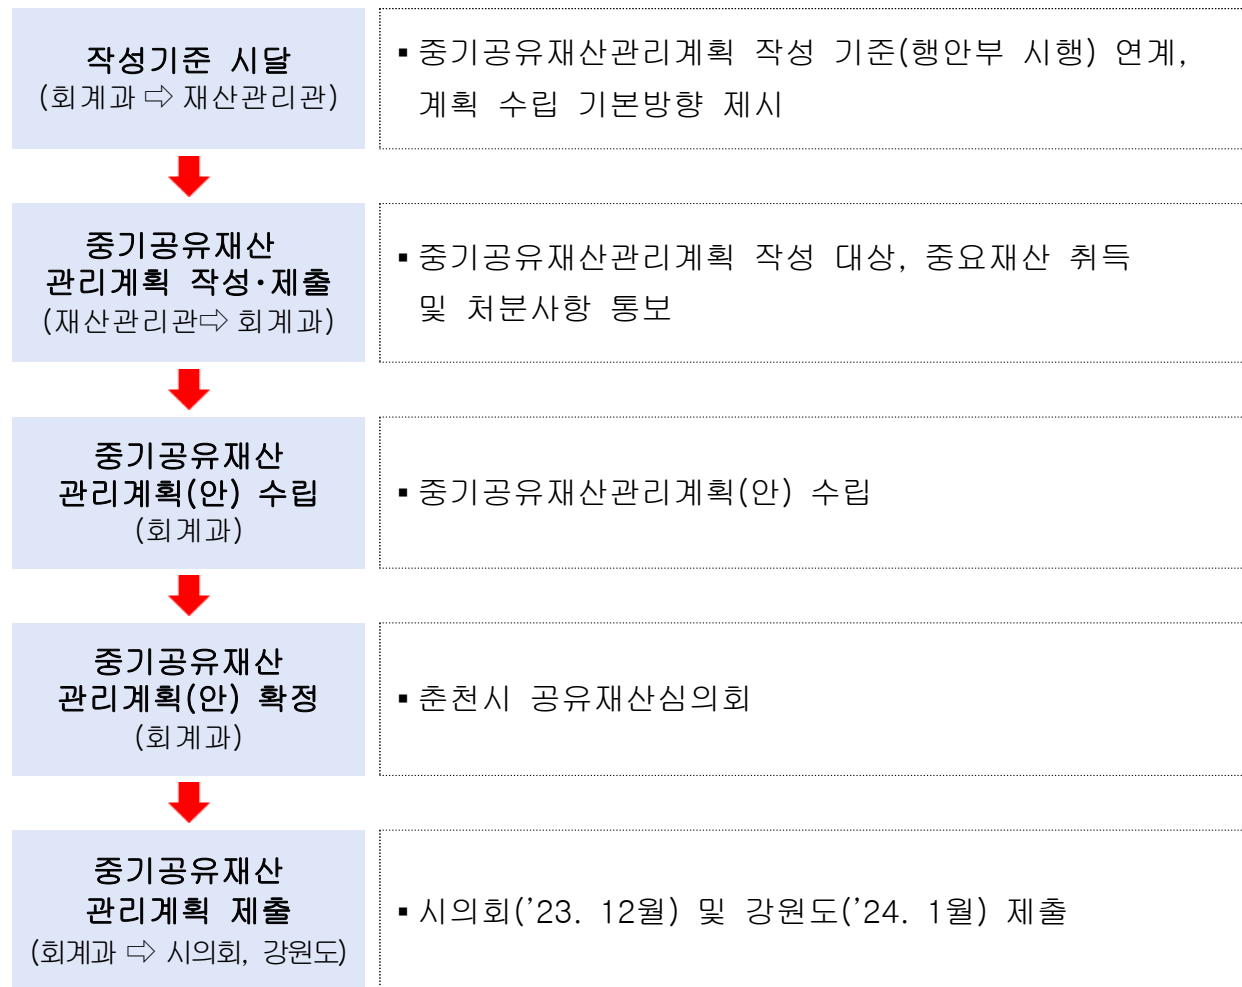 작성기준 시달
(회계과 ⇨ 재산관리관)
▪ 중기공유재산관리계획 작성 기준(행안부 시행) 연계,
계획 수립 기본방향 제시
중기공유재산
관리계획 작성·제출
(재산관리관⇨ 회계과)
▪ 중기공유재산관리계획 작성 대상, 중요재산 취득
및 처분사항 통보
중기공유재산
관리계획(안) 수립
(회계과)
▪ 중기공유재산관리계획(안) 수립
중기공유재산
관리계획(안) 확정
(회계과)
▪ 춘천시 공유재산심의회
중기공유재산
관리계획 제출
(회계과 ⇨ 시의회, 강원도)
▪ 시의회(’23. 12월) 및 강원도(’24. 1월) 제출